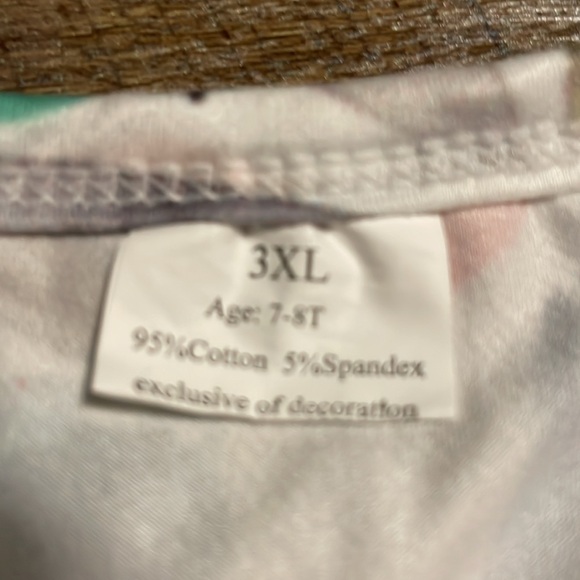 3XL
Age: 7-8T
95%Cotton 5%Spandex
exclusive of decoration